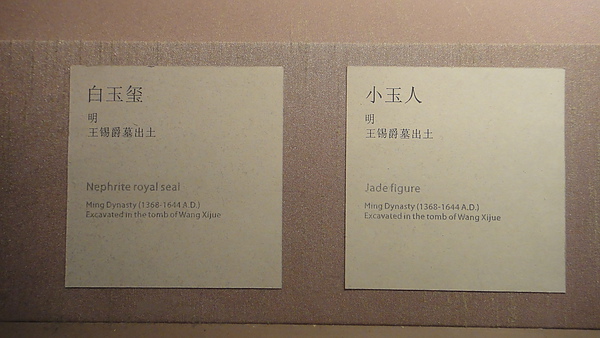 白玉玺
明
王锡爵墓出土
Nephrite royal seal
Ming Dynasty (1368-1644 A.D.)
Excavated in the tomb of Wang Xijue
小玉人
明
王锡爵墓出土
Jade figure
Ming Dynasty (1368-1644 A.D.)
Excavated in the tomb of Wang Xijue